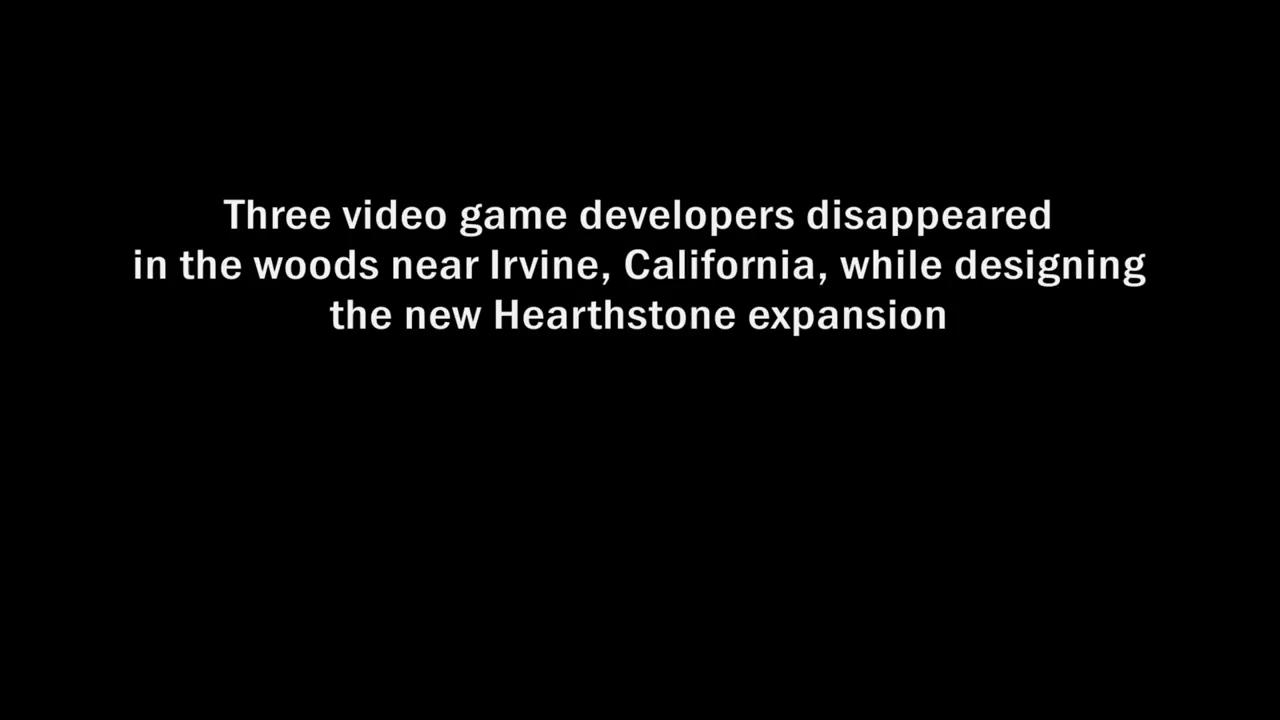 Three video game developers disappeared
in the woods near Irvine, California, while designing
the new Hearthstone expansion